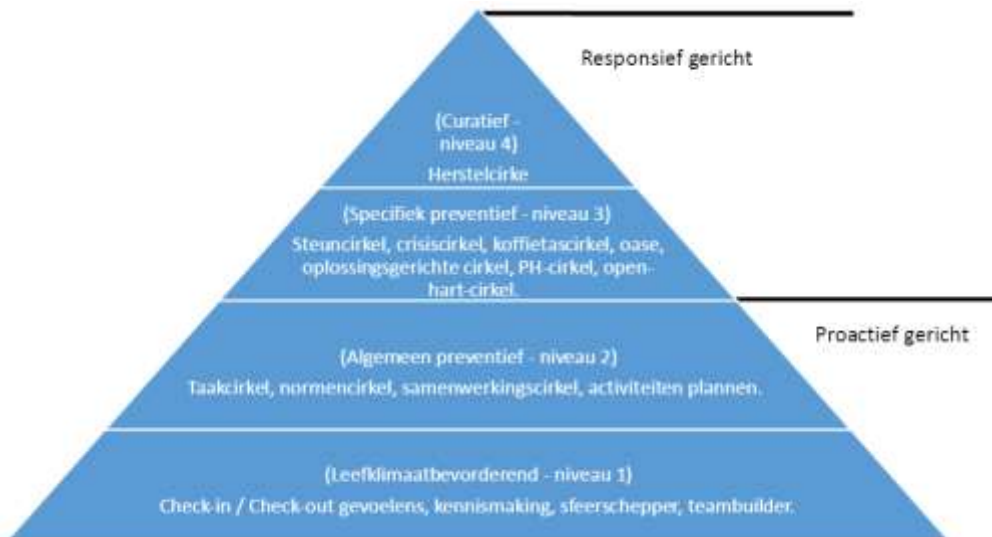 Responsief gericht
(Curatief -
niveau 4)
Herstelcirke
(Specifiek preventief - niveau 3)
Steuncirkel, crisiscirkel, koffietascirkel, oase,
oplossingsgerichte cirkel, PH-cirkel, open-
hart-cirkel.
Proactief gericht
(Algemeen preventief - niveau 2)
Taakcirkel, normencirkel, samenwerkingscirkel, activiteiten plannen.
(Leefklimaatbevorderend - niveau 1)
Check-in / Check-out gevoelens, kennismaking, sfeerschepper, teambuilder.